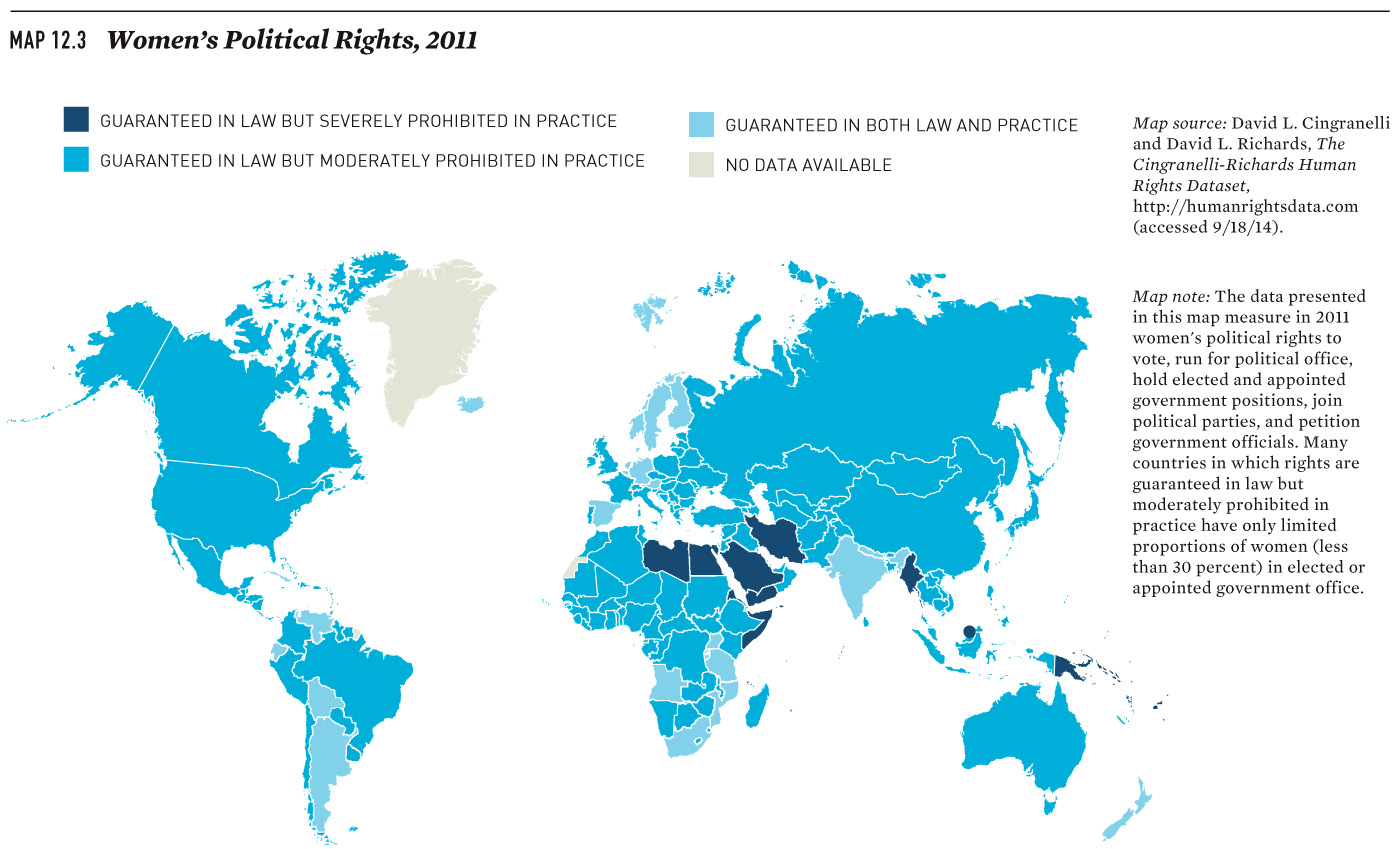 MAP 12.3 Women's Political Rights, 2011
GUARANTEED IN LAW BUT SEVERELY PROHIBITED IN PRACTICE
GUARANTEED IN LAW BUT MODERATELY PROHIBITED IN PRACTICE
GUARANTEED IN BOTH LAW AND PRACTICE
NO DATA AVAILABLE
Map source: David L. Cingranelli
and David L. Richards, The
Cingranelli-Richards Human
Rights Dataset,
http://humanrightsdata.com
(accessed 9/18/14).
Map note: The data presented
in this map measure in 2011
women's political rights to
vote, run for political office,
hold elected and appointed
government positions, join
political parties, and petition
government officials. Many
countries in which rights are
guaranteed in law but
moderately prohibited in
practice have only limited
proportions of women (less
than 30 percent) in elected or
appointed government office.